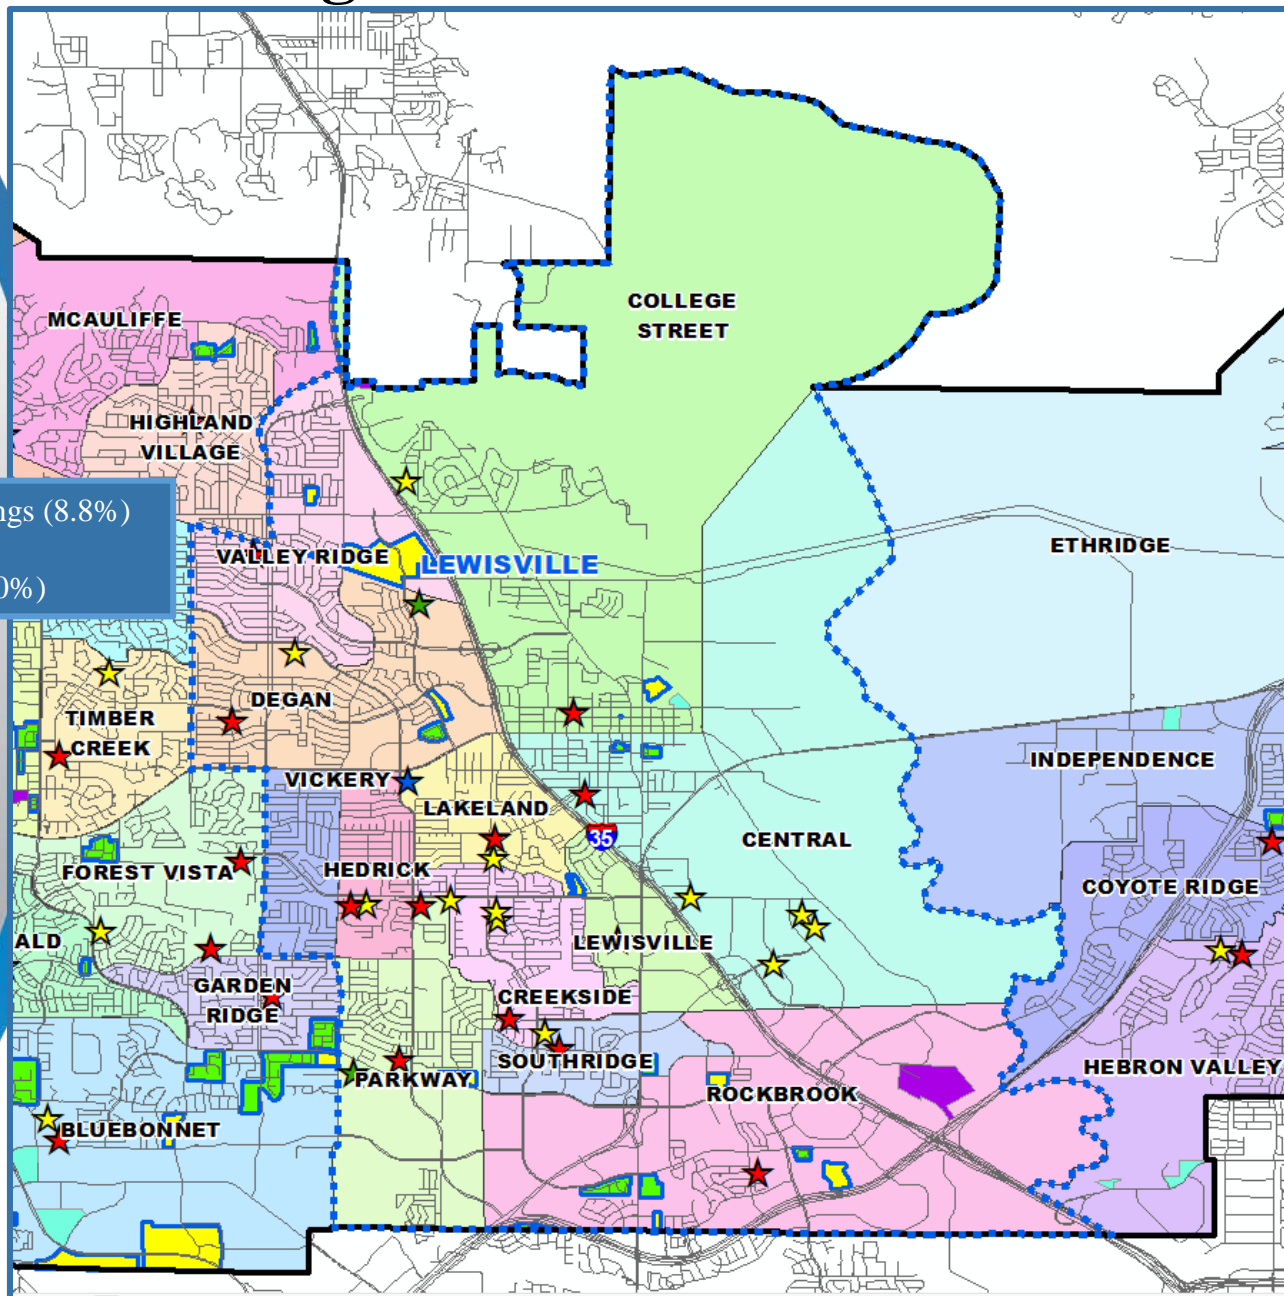 g
COLLEGE
STREET
MCAULIFFE
HIGHLAND
VILLAGE
ngs (8.8%)
0%)
VALLEY RIDGE
LEWISVILLE
ETHRIDGE
DEGAN
TIMBER
CREEK
INDEPENDENCE
VICKERY
LAKELAND
35
CENTRAL
FOREST VISTA
HEDRICK
COYOTE RIDGE
ALD
LEWISVILLE
GARDEN
RIDGE
CREEKSIDE
SOUTHRIDGE
PARKWAY
ROCKBROOK
HEBRON VALLEY
BLUEBONNET